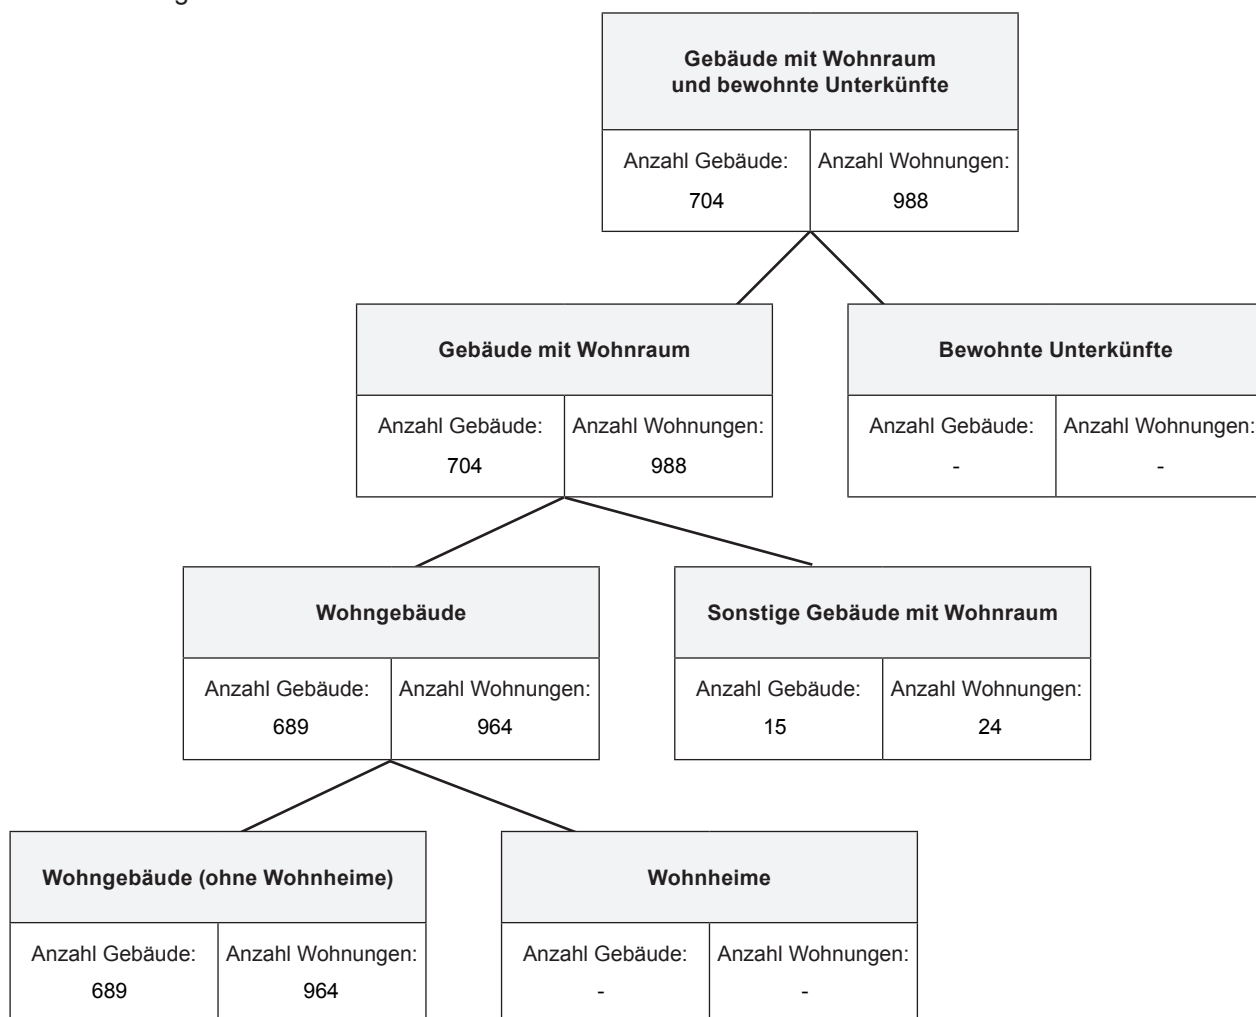 Gebäude mit Wohnraum
und bewohnte Unterkünfte
Anzahl Gebäude: Anzahl Wohnungen:
704 988
Gebäude mit Wohnraum
Anzahl Gebäude: Anzahl Wohnungen:
704 988
Bewohnte Unterkünfte
Anzahl Gebäude: Anzahl Wohnungen:
- -
Wohngebäude
Anzahl Gebäude: Anzahl Wohnungen:
689 964
Sonstige Gebäude mit Wohnraum
Anzahl Gebäude: Anzahl Wohnungen:
15 24
Wohngebäude (ohne Wohnheime)
Anzahl Gebäude: Anzahl Wohnungen:
689 964
Wohnheime
Anzahl Gebäude: Anzahl Wohnungen:
- -